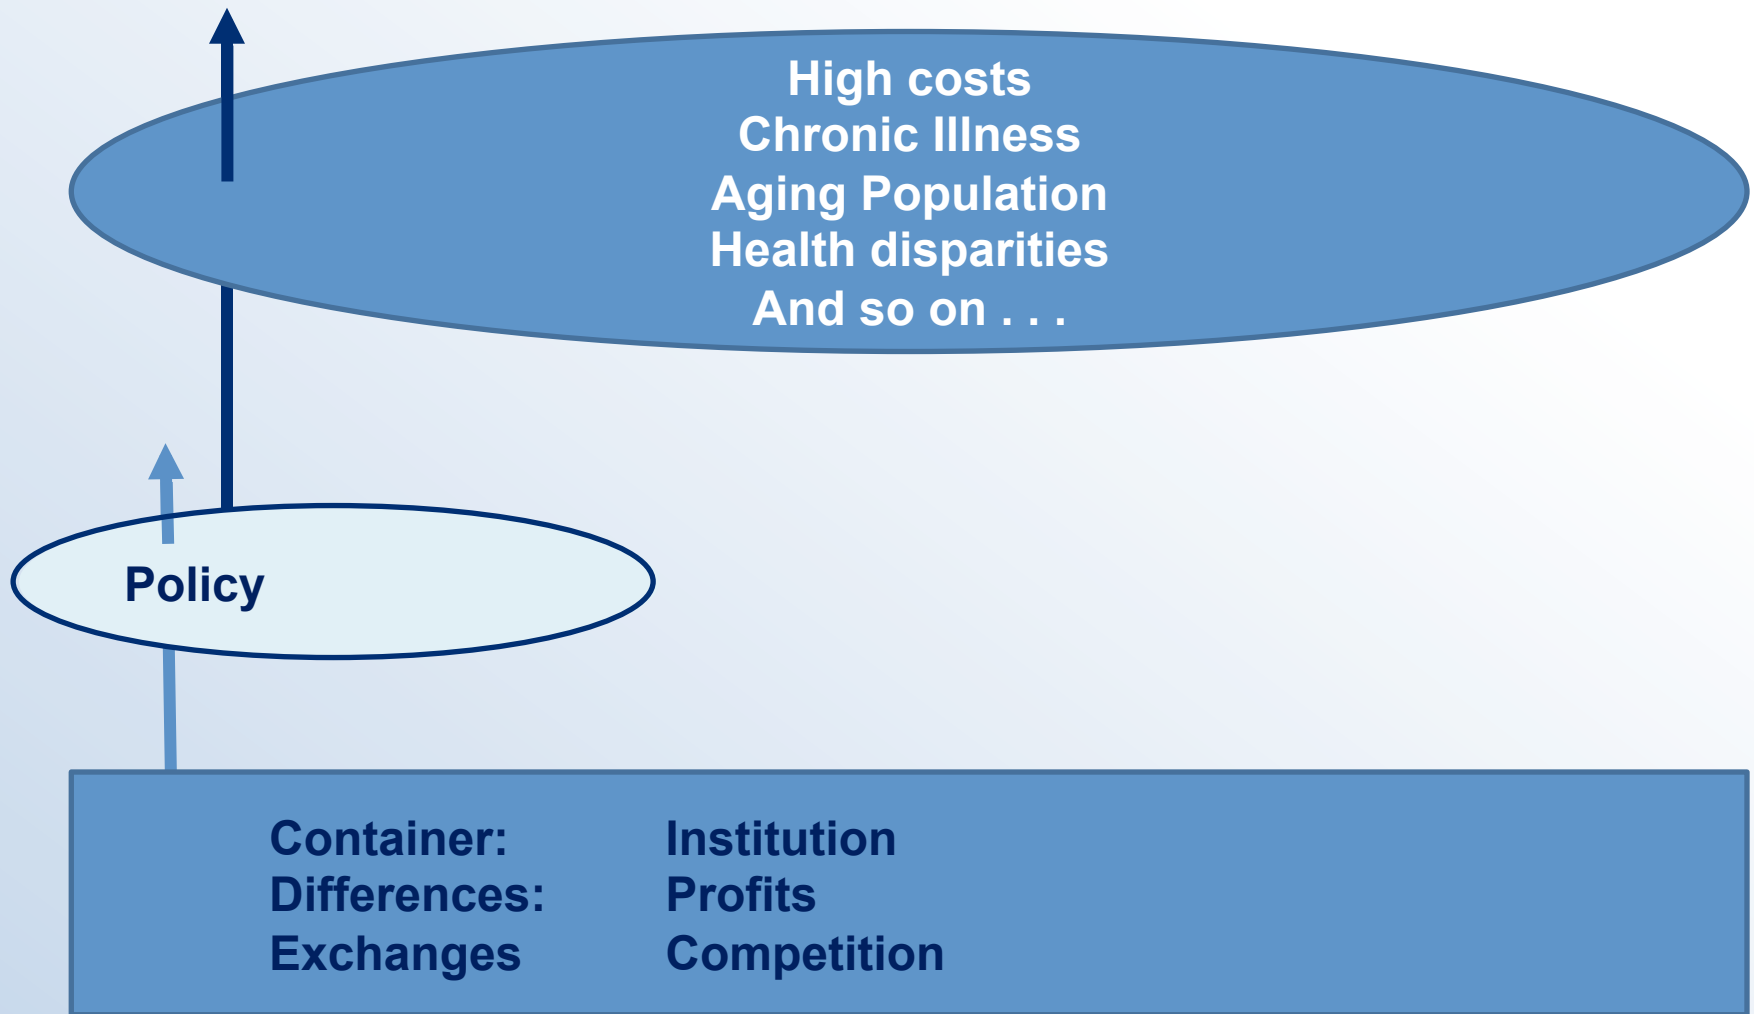 High costs
Chronic Illness
Aging Population
Health disparities
And so on . . .
Policy
Container: Institution
Differences: Profits
Exchanges Competition